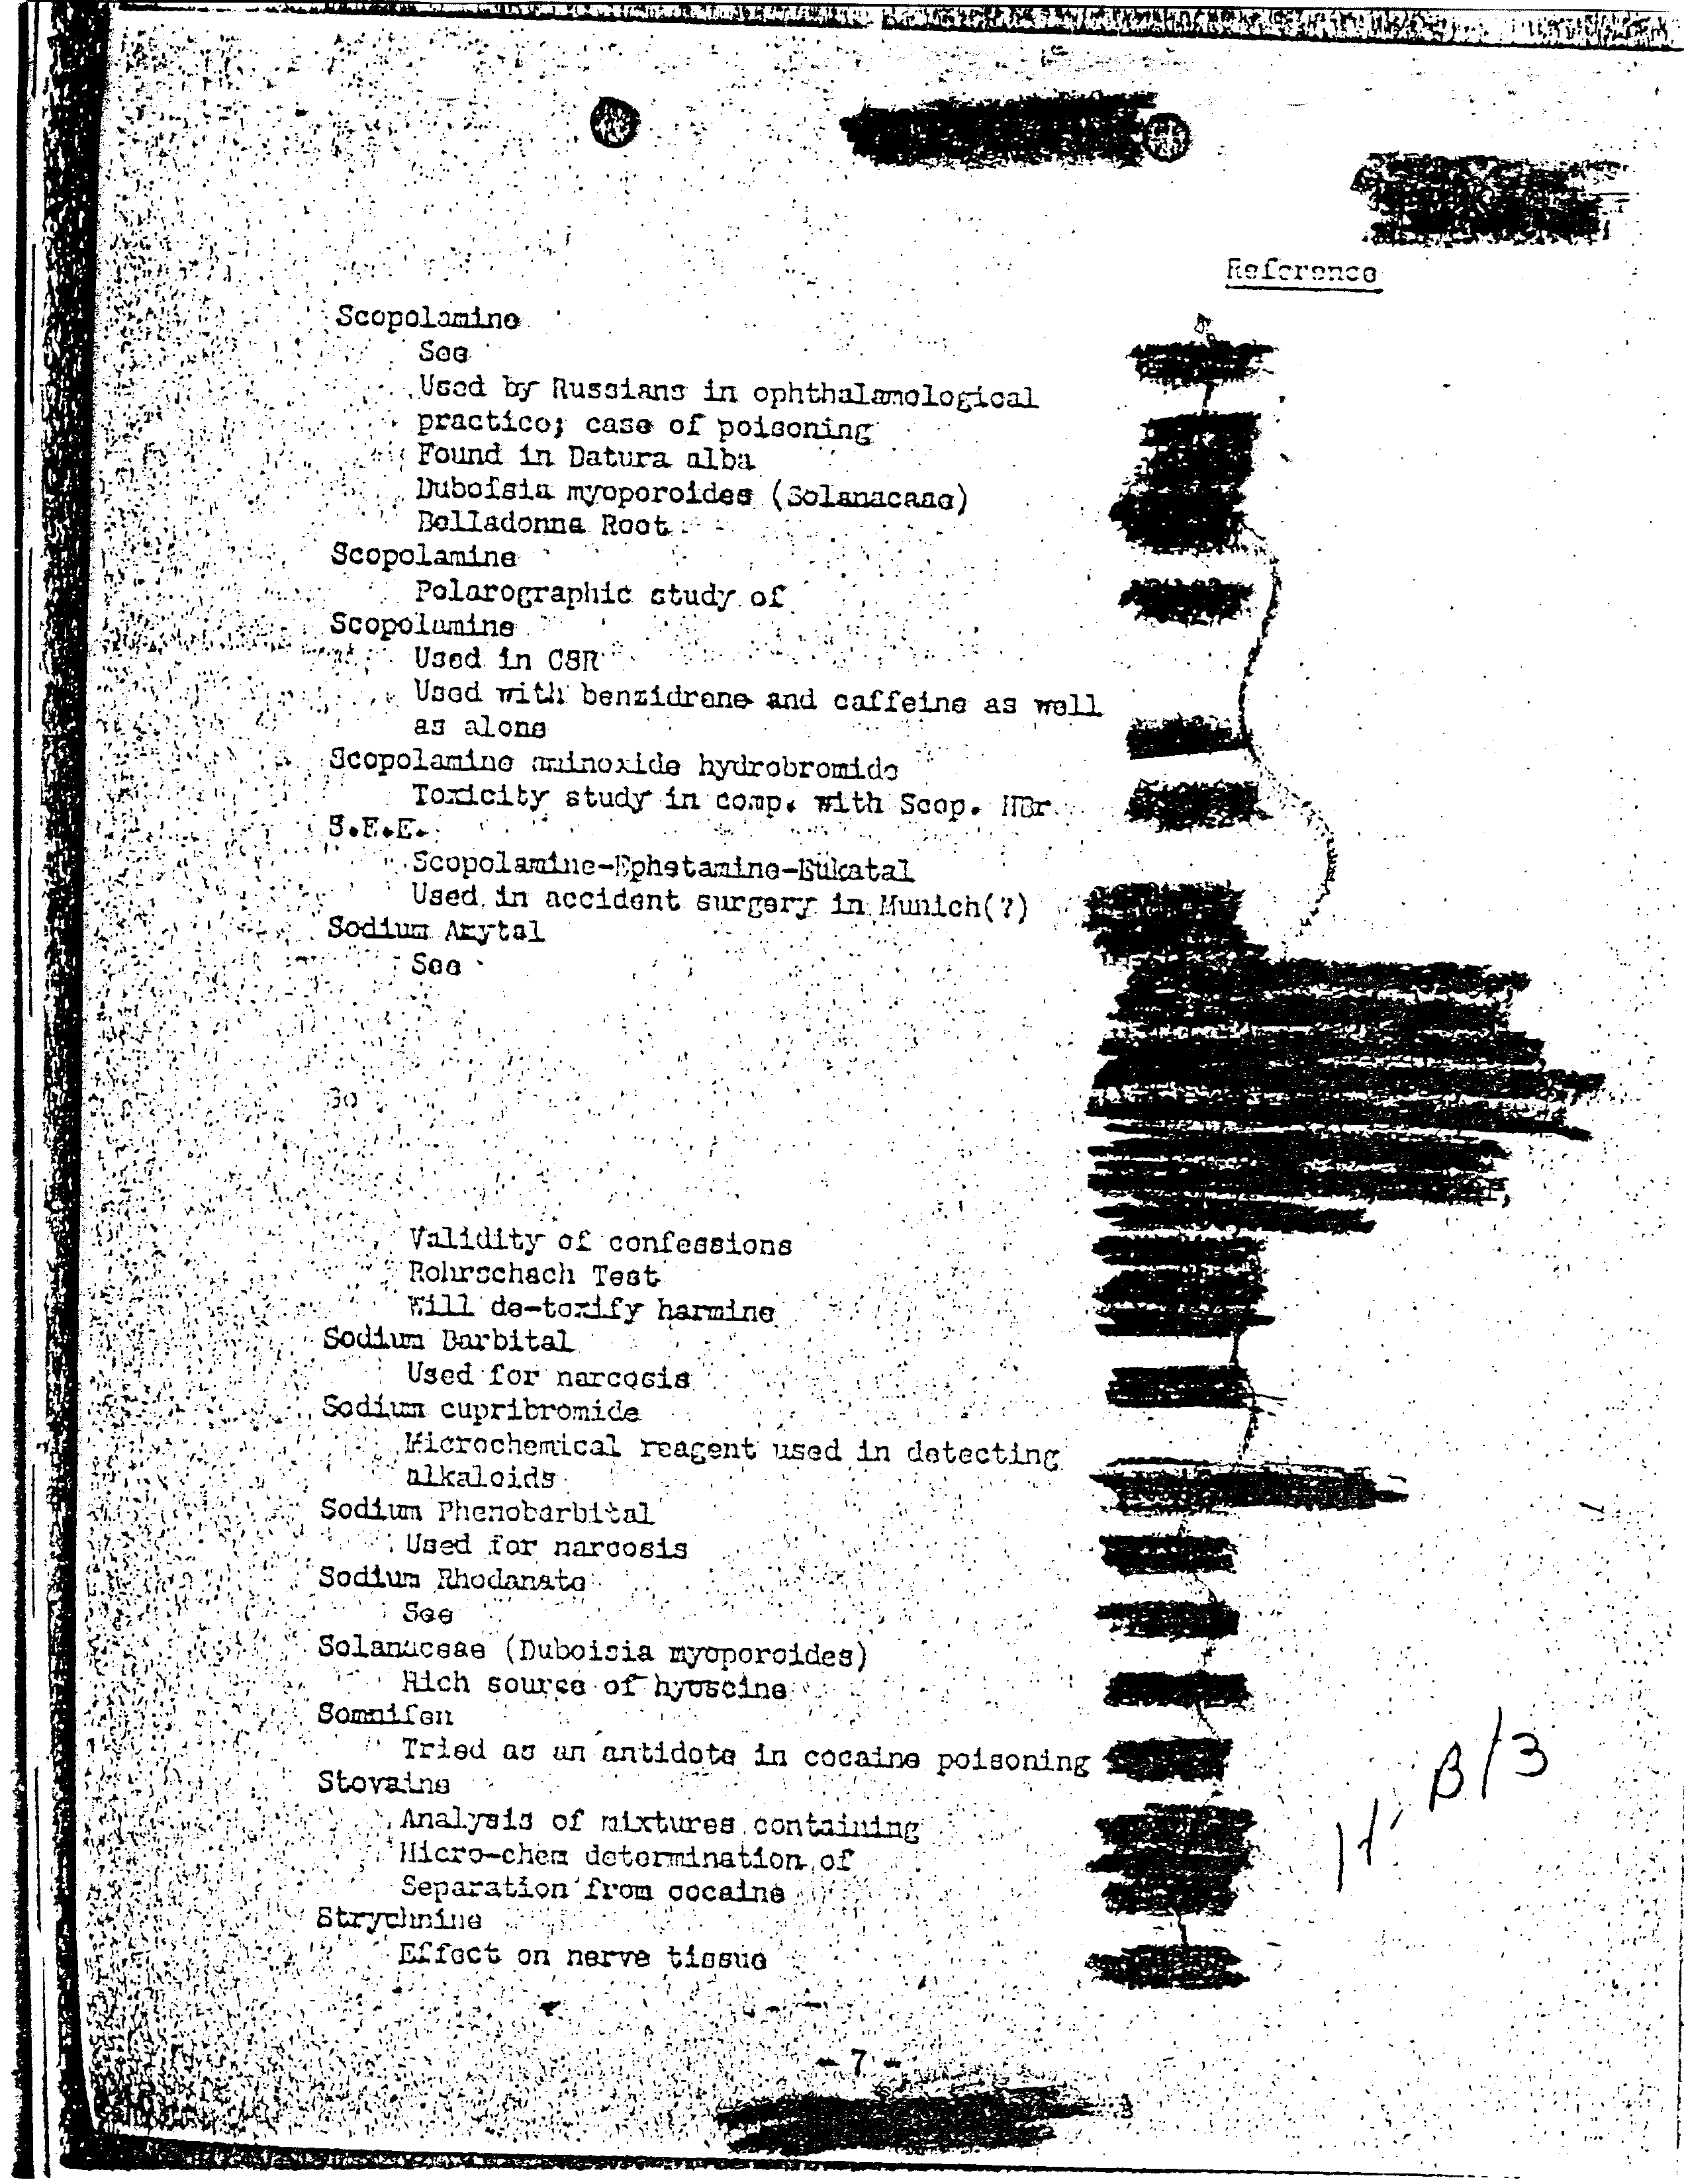 Reference
Scopolamine
See
Used by Russians in ophthalamological
practice; case of poisoning
Found in Datura alba
Duboisia myoporoides (Solanacaae)
Belladonna Root
Scopolamine
Polarographic study of
Scopolamine
Used in CSR
Used with benzidrene and caffeine as well
as alone
Scopolamine aminoxide hydrobromide
Toxicity study in comp. with Scop. HBr
S.E.E.
Scopolamine-Ephetamine-Eukatal
Used in accident surgery in Munich(?)
Sodium Amytal
See
Validity of confessions
Rohrschach Test
Will de-toxify harmine
Sodium Barbital
Used for narcosis
Sodium cupribromide
Microchemical reagent used in detecting
alkaloids
Sodium Phenobarbital
Used for narcosis
Sodium Rhodanate
See
Solanaceae (Duboisia myoporoides)
Rich source of hyoscine
Somnifen
Tried as an antidote in cocaine poisoning
Stovaine
Analysis of mixtures containing
Micro-chem determination of
Separation from cocaine
Strychnine
Effect on nerve tissue
B/3
- 7 -